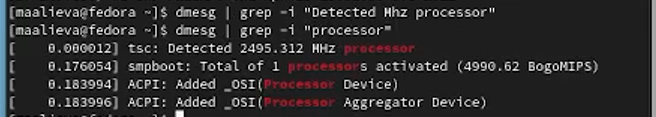 [maalieva@fedora ~]$ dmesg | grep -i "Detected Mhz processor"
[maalieva@fedora ~]$ dmesg | grep -i "processor"
[    0.000012] tsc: Detected 2495.312 MHz processor
[    0.176054] smpboot: Total of 1 processors activated (4990.62 BogoMIPS)
[    0.183994] ACPI: Added _OSI(Processor Device)
[    0.183996] ACPI: Added _OSI(Processor Aggregator Device)